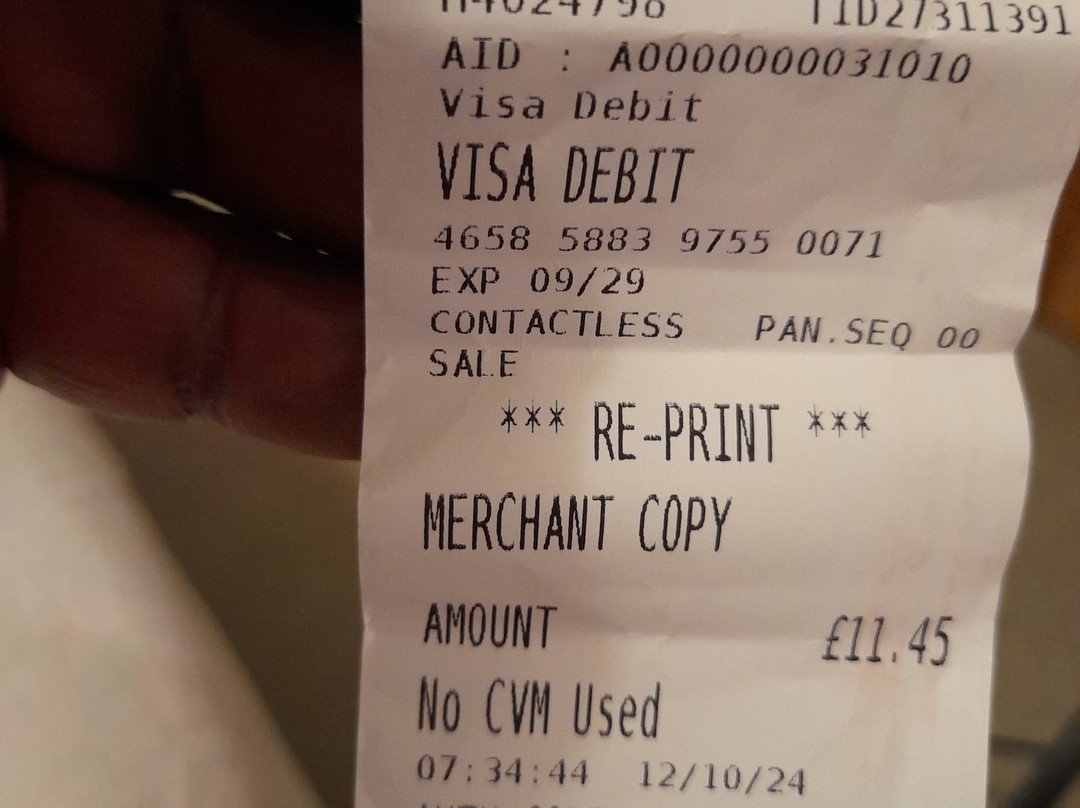 TID27311391
AID : A0000000031010
Visa Debit
VISA DEBIT
4658 5883 9755 0071
EXP 09/29
CONTACTLESS PAN.SEQ 00
SALE
*** RE-PRINT ***
MERCHANT COPY
AMOUNT £11.45
No CVM Used
07:34:44 12/10/24